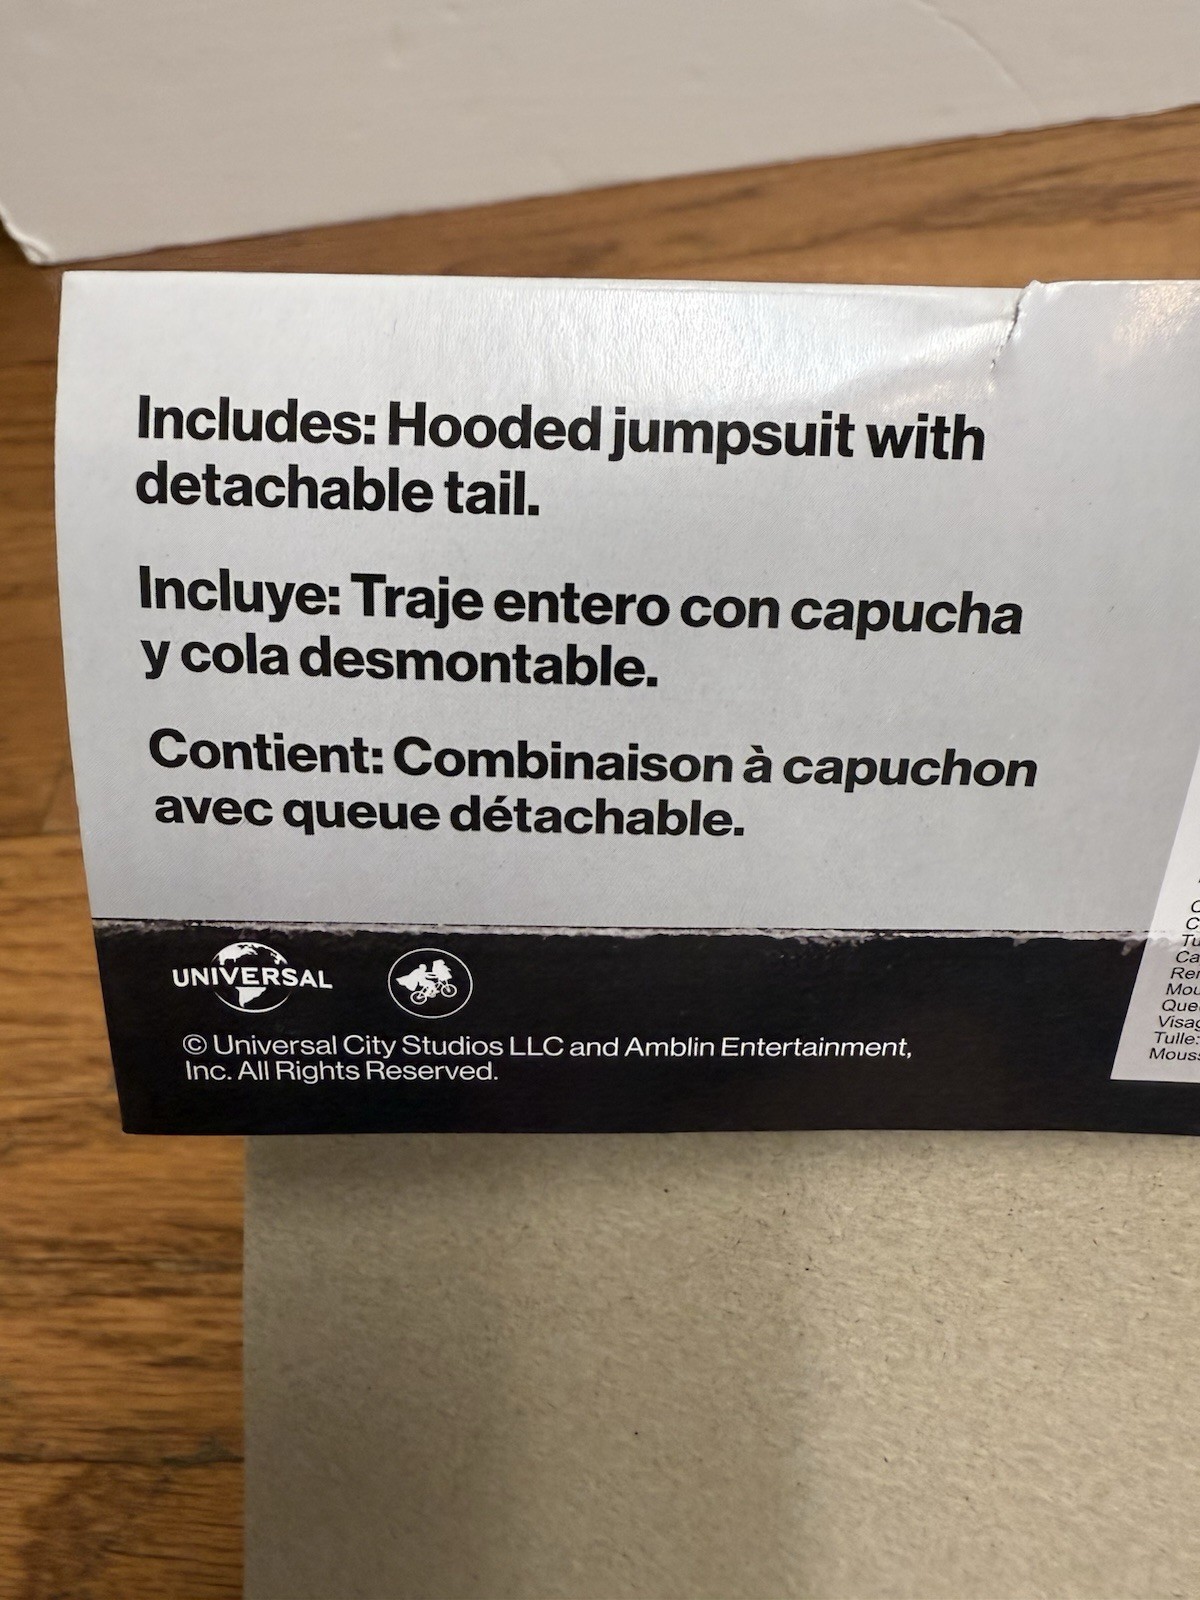 Includes: Hooded jumpsuit with
detachable tail.
Incluye: Traje entero con capucha
y cola desmontable.
Contient: Combinaison à capuchon
avec queue détachable.
UNIVERSAL
© Universal City Studios LLC and Amblin Entertainment,
Inc. All Rights Reserved.
Tulle: